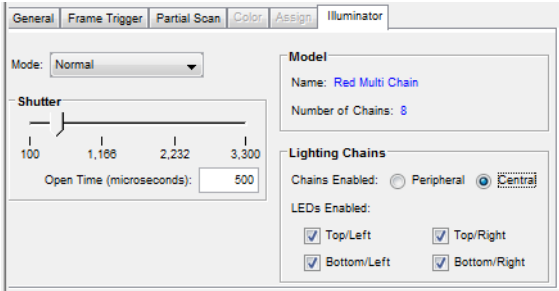 General Frame Trigger Partial Scan Color Assign Illuminator
Mode: Normal
Shutter
100 1,166 2,232 3,300
Open Time (microseconds): 500
Model
Name: Red Multi Chain
Number of Chains: 8
Lighting Chains
Chains Enabled: Peripheral Central
LEDs Enabled:
Top/Left Top/Right
Bottom/Left Bottom/Right